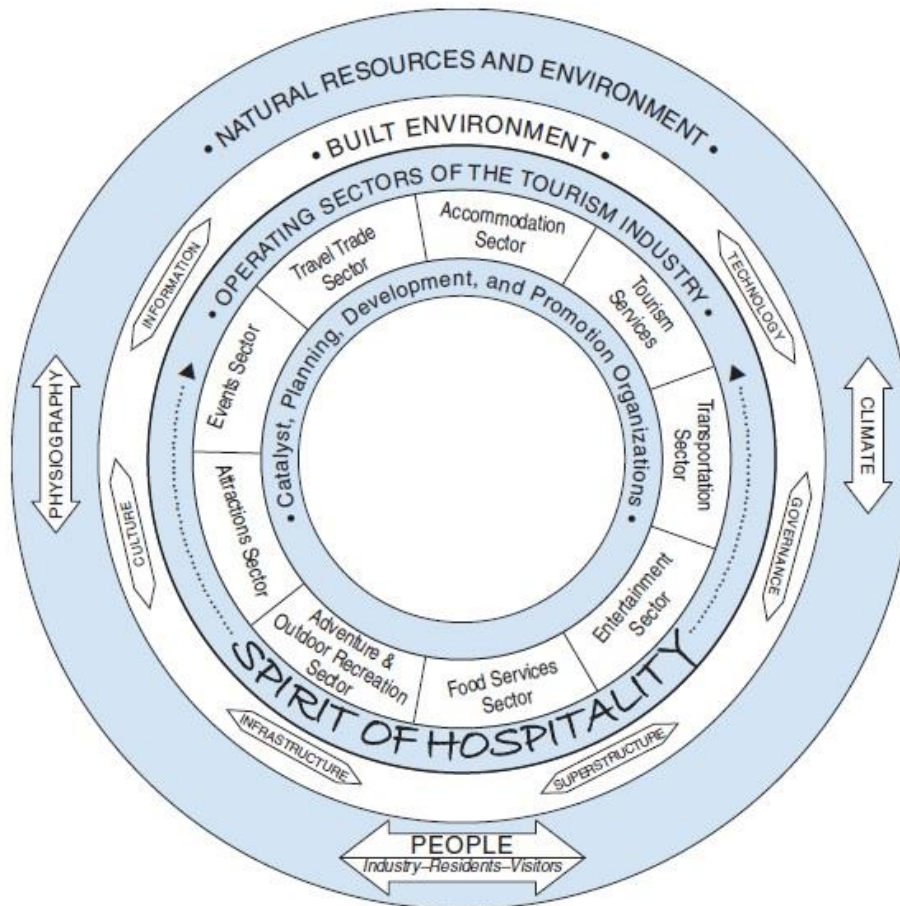 • NATURAL RESOURCES AND ENVIRONMENT •
• BUILT ENVIRONMENT •
• OPERATING SECTORS OF THE TOURISM INDUSTRY •
Accommodation
Sector
Travel Trade
Sector
Tourism
Services
• Catalyst, Planning, Development, and Promotion Organizations •
INFORMATION
TECHNOLOGY
Events Sector
Transportation
Sector
PHYSIOGRAPHY
CLIMATE
Attractions Sector
CULTURE
GOVERNANCE
Entertainment
Sector
Adventure &
Outdoor Recreation
Sector
Food Services
Sector
SPIRIT OF HOSPITALITY
INFRASTRUCTURE
SUPERSTRUCTURE
PEOPLE
Industry–Residents–Visitors